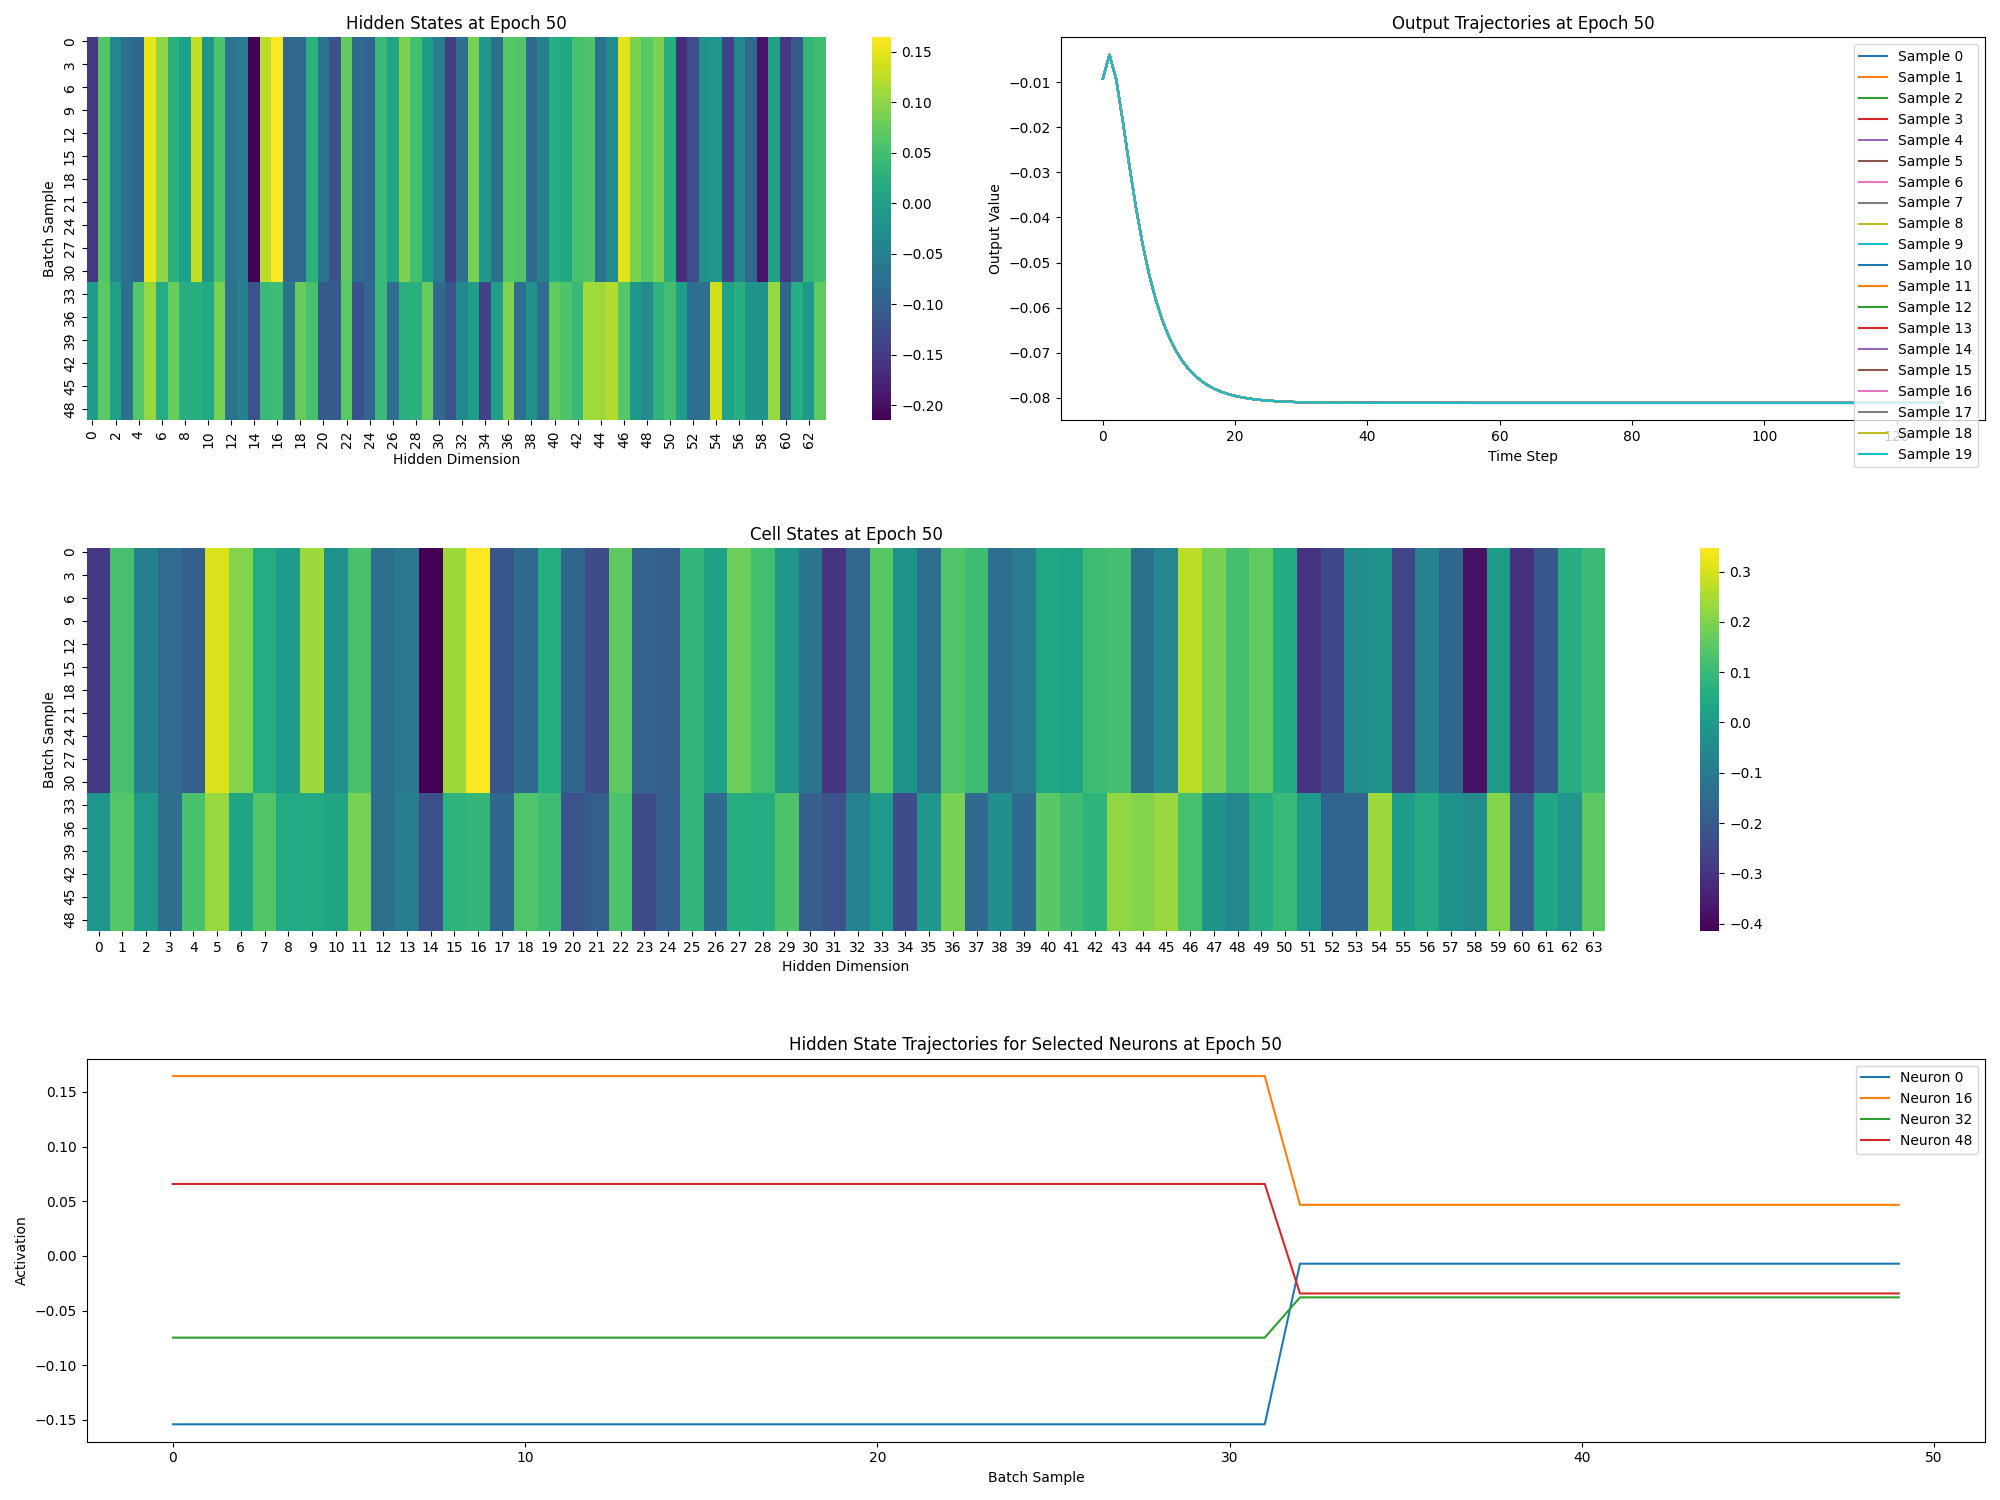 Hidden States at Epoch 50
0
3
6
9
12
15
18
21
24
27
30
33
36
39
42
45
48
Batch Sample
0 2 4 6 8 10 12 14 16 18 20 22 24 26 28 30 32 34 36 38 40 42 44 46 48 50 52 54 56 58 60 62
Hidden Dimension
0.15
0.10
0.05
0.00
−0.05
−0.10
−0.15
−0.20
Output Trajectories at Epoch 50
Output Value
−0.01
−0.02
−0.03
−0.04
−0.05
−0.06
−0.07
−0.08
0 20 40 60 80 100 120
Time Step
Sample 0
Sample 1
Sample 2
Sample 3
Sample 4
Sample 5
Sample 6
Sample 7
Sample 8
Sample 9
Sample 10
Sample 11
Sample 12
Sample 13
Sample 14
Sample 15
Sample 16
Sample 17
Sample 18
Sample 19
Cell States at Epoch 50
0
3
6
9
12
15
18
21
24
27
30
33
36
39
42
45
48
Batch Sample
0 1 2 3 4 5 6 7 8 9 10 11 12 13 14 15 16 17 18 19 20 21 22 23 24 25 26 27 28 29 30 31 32 33 34 35 36 37 38 39 40 41 42 43 44 45 46 47 48 49 50 51 52 53 54 55 56 57 58 59 60 61 62 63
Hidden Dimension
0.3
0.2
0.1
0.0
−0.1
−0.2
−0.3
−0.4
Hidden State Trajectories for Selected Neurons at Epoch 50
Activation
0.15
0.10
0.05
0.00
−0.05
−0.10
−0.15
0 10 20 30 40 50
Batch Sample
Neuron 0
Neuron 16
Neuron 32
Neuron 48